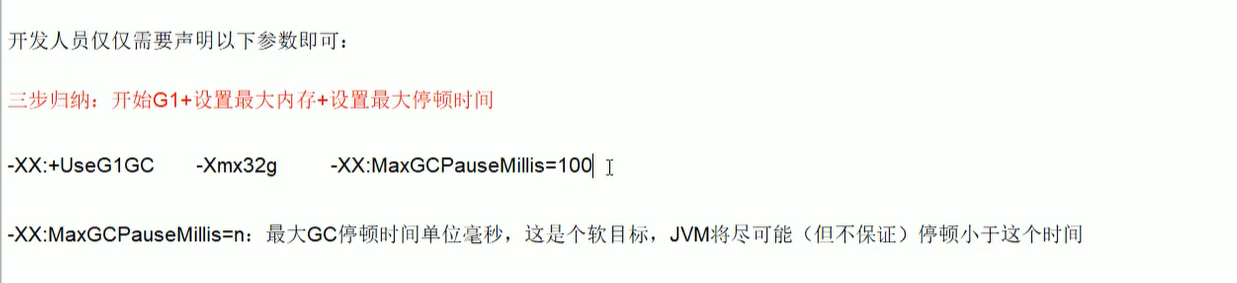 开发人员仅仅需要声明以下参数即可：
三步归纳：开始G1+设置最大内存+设置最大停顿时间
-XX:+UseG1GC -Xmx32g -XX:MaxGCPauseMillis=100
-XX:MaxGCPauseMillis=n：最大GC停顿时间单位毫秒，这是个软目标，JVM将尽可能（但不保证）停顿小于这个时间